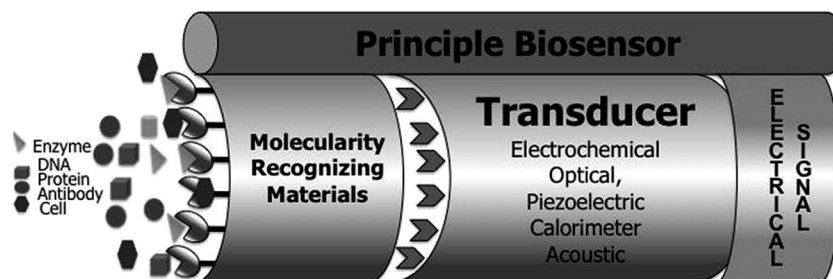 Principle Biosensor
Enzyme
DNA
Protein
Antibody
Cell
Molecularity
Recognizing
Materials
Transducer
Electrochemical
Optical,
Piezoelectric
Calorimeter
Acoustic
ELECTRICAL
SIGNAL